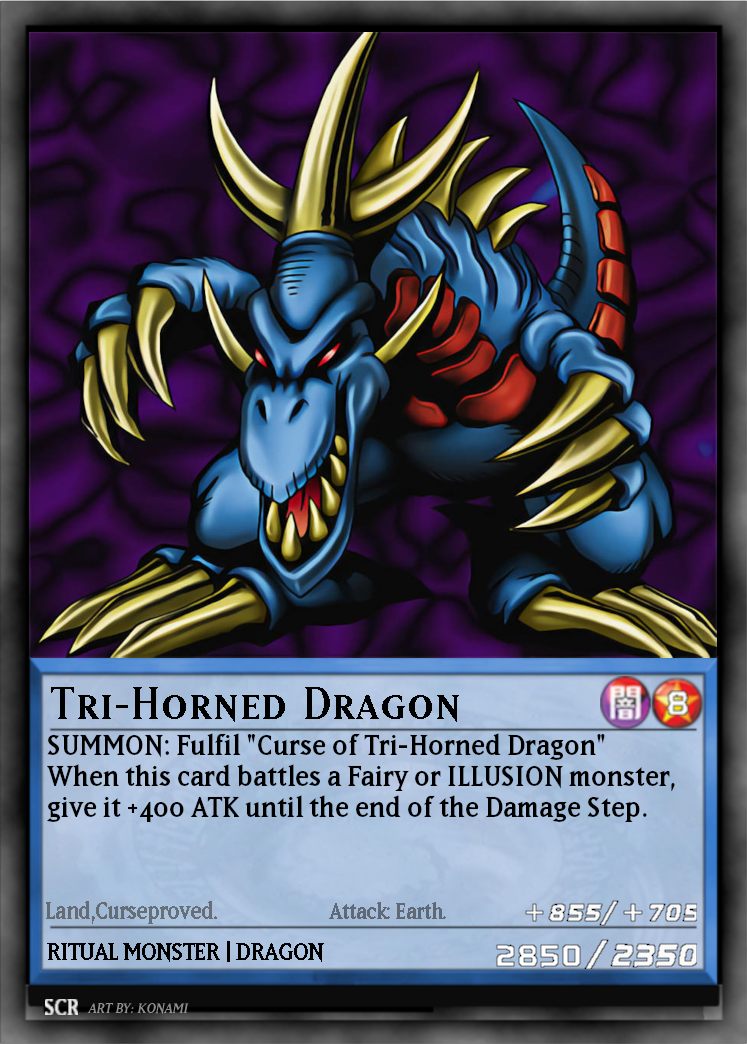 TRI-HORNED DRAGON 闇 8
SUMMON: Fulfil "Curse of Tri-Horned Dragon"
When this card battles a Fairy or ILLUSION monster,
give it +400 ATK until the end of the Damage Step.
Land,Curseproved. Attack: Earth. +855/+705
RITUAL MONSTER | DRAGON 2850/2350
SCR ART BY: KONAMI